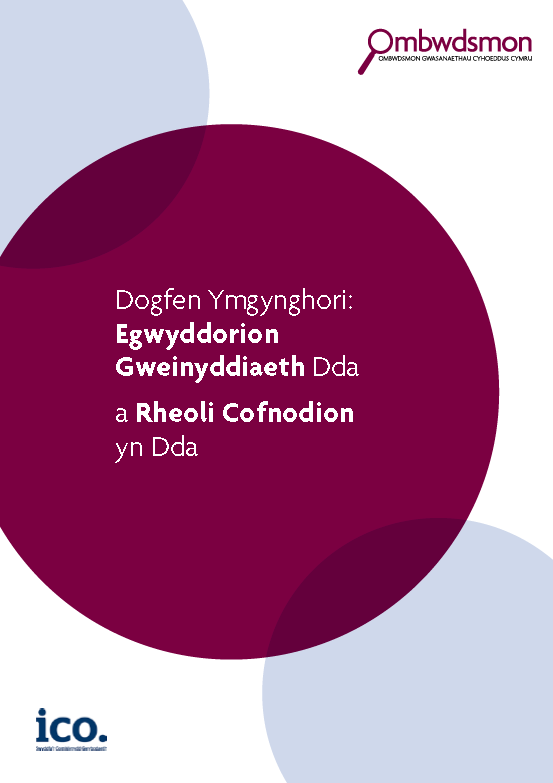 Ombwdsmon
OMBWDSMON GWASANAETHAU CYHOEDDUS CYMRU
Dogfen Ymgynghori:
Egwyddorion
Gweinyddiaeth Dda
a Rheoli Cofnodion
yn Dda
ico.